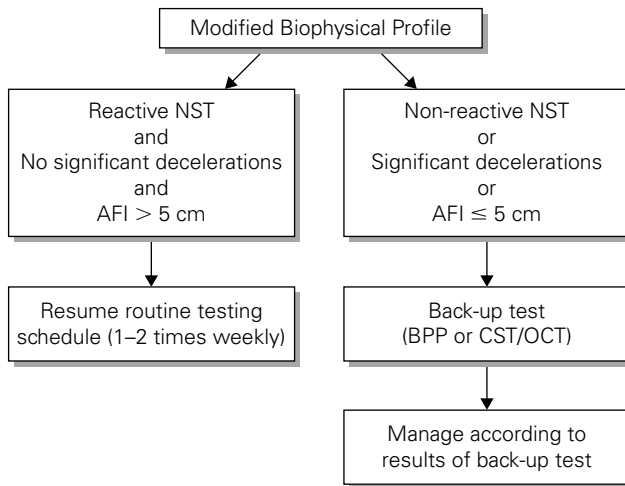 Modified Biophysical Profile
Reactive NST
and
No significant decelerations
and
AFI > 5 cm
Non-reactive NST
or
Significant decelerations
or
AFI ≤ 5 cm
Resume routine testing
schedule (1–2 times weekly)
Back-up test
(BPP or CST/OCT)
Manage according to
results of back-up test